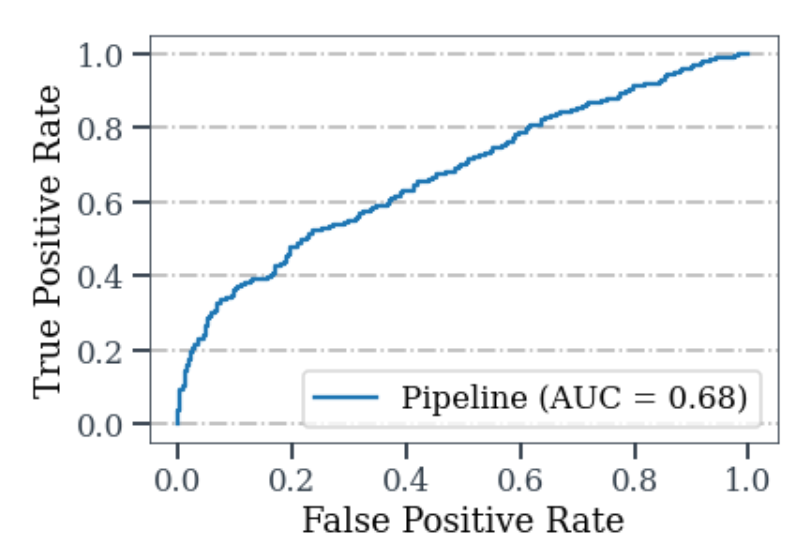 1.0
0.8
0.6
0.4
0.2
0.0
True Positive Rate
Pipeline (AUC = 0.68)
0.0 0.2 0.4 0.6 0.8 1.0
False Positive Rate